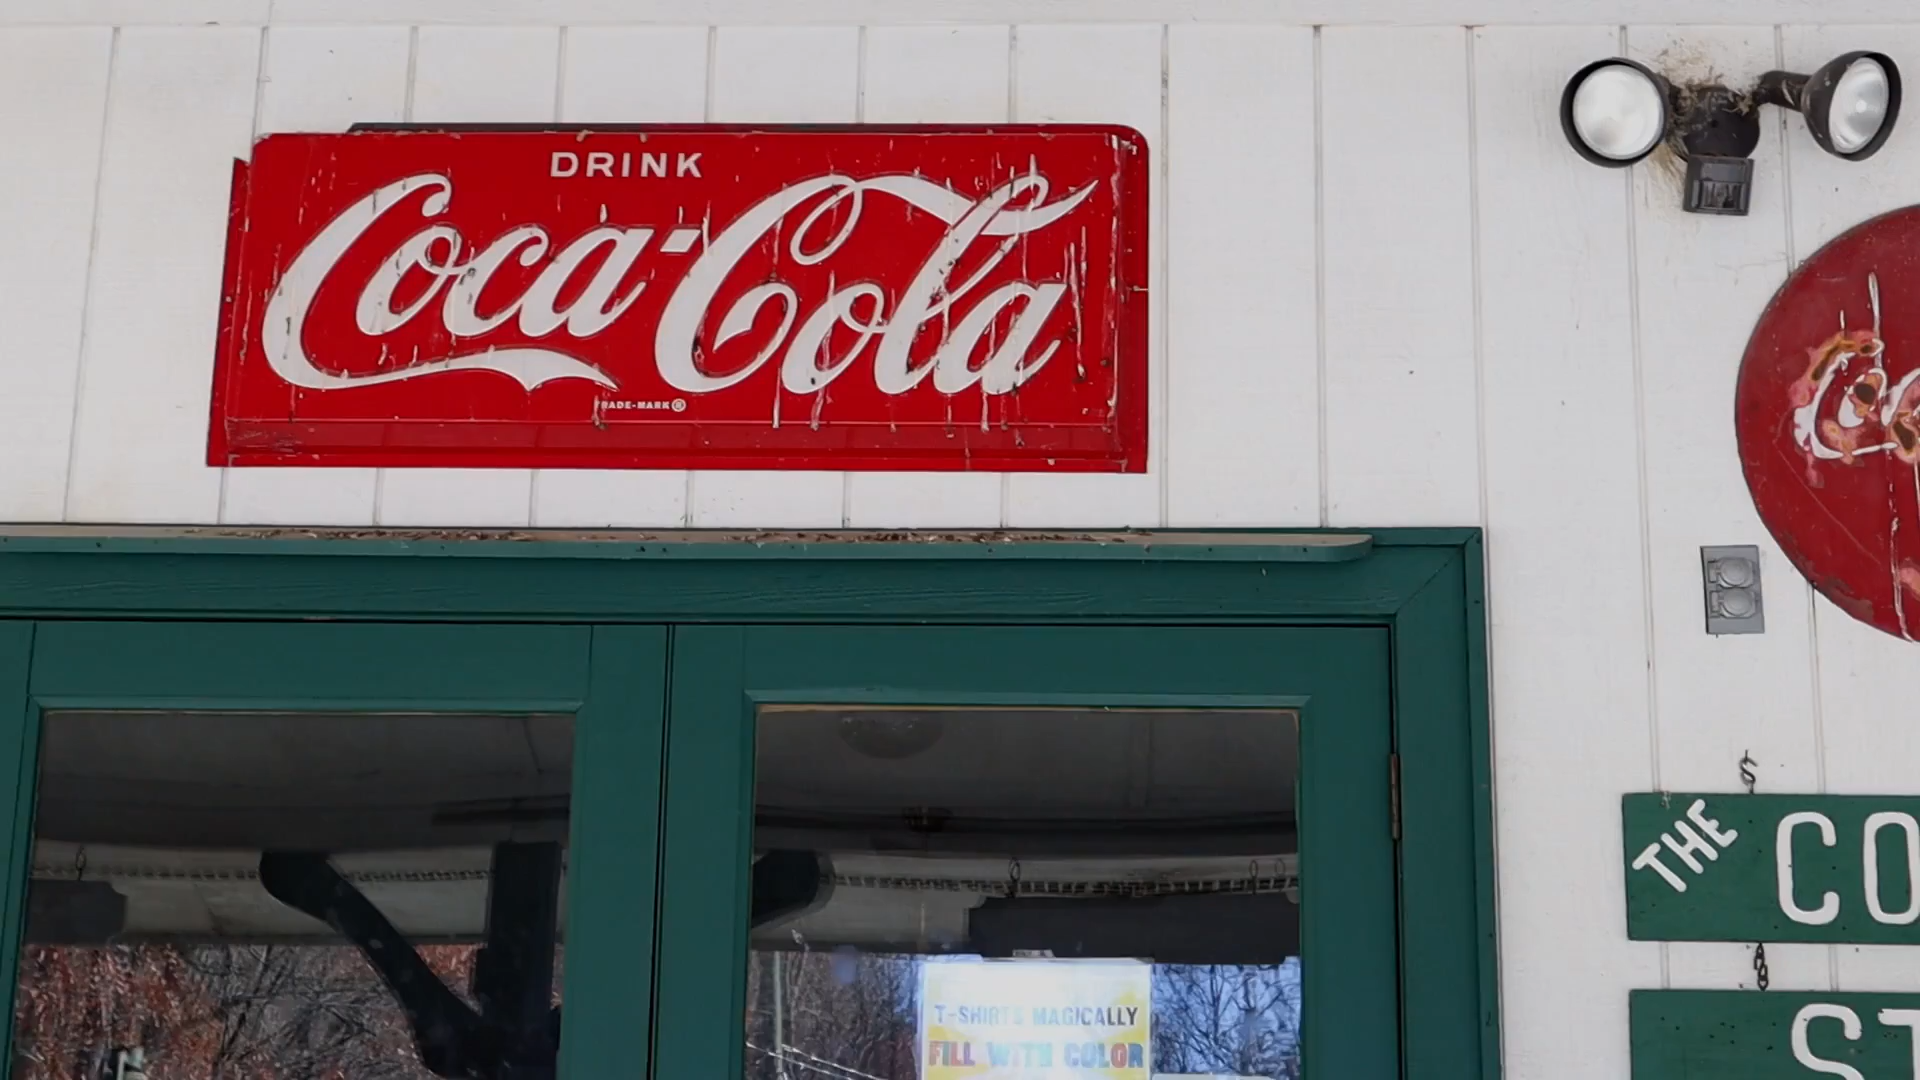 DRINK
Coca-Cola
TRADE-MARK ®
THE CO
ST
T-SHIRTS MAGICALLY
FILL WITH COLOR